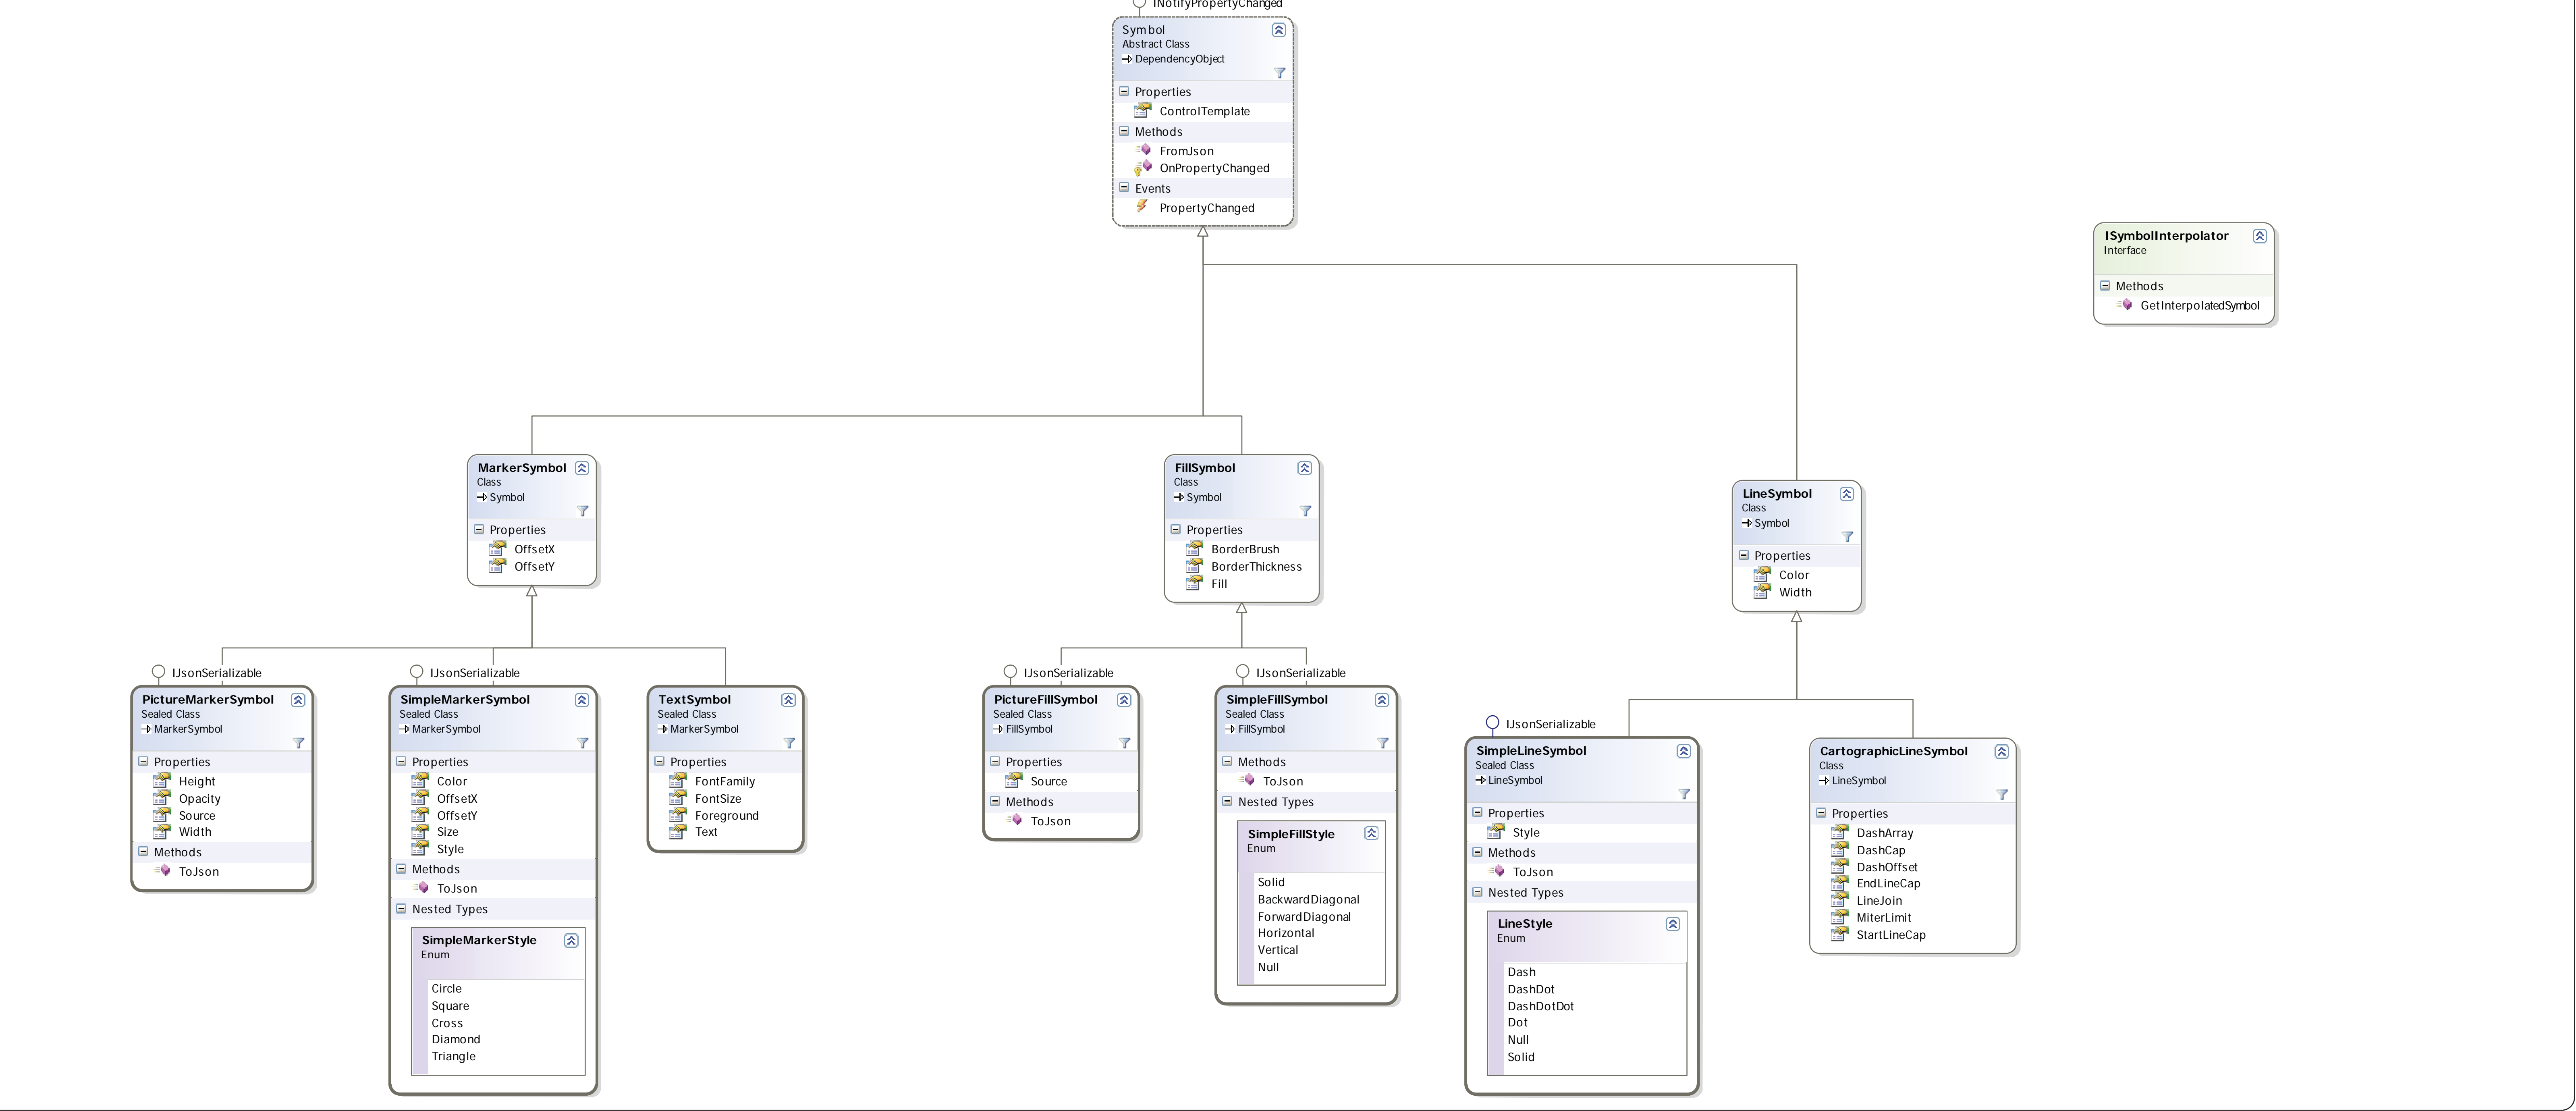 INotifyPropertyChanged
Symbol
Abstract Class
DependencyObject
Properties
ControlTemplate
Methods
FromJson
OnPropertyChanged
Events
PropertyChanged
ISymbolInterpolator
Interface
Methods
GetInterpolatedSymbol
MarkerSymbol
Class
Symbol
Properties
OffsetX
OffsetY
FillSymbol
Class
Symbol
Properties
BorderBrush
BorderThickness
Fill
LineSymbol
Class
Symbol
Properties
Color
Width
IJsonSerializable
PictureMarkerSymbol
Sealed Class
MarkerSymbol
Properties
Height
Opacity
Source
Width
Methods
ToJson
IJsonSerializable
SimpleMarkerSymbol
Sealed Class
MarkerSymbol
Properties
Color
OffsetX
OffsetY
Size
Style
Methods
ToJson
Nested Types
SimpleMarkerStyle
Enum
Circle
Square
Cross
Diamond
Triangle
TextSymbol
Sealed Class
MarkerSymbol
Properties
FontFamily
FontSize
Foreground
Text
IJsonSerializable
PictureFillSymbol
Sealed Class
FillSymbol
Properties
Source
Methods
ToJson
IJsonSerializable
SimpleFillSymbol
Sealed Class
FillSymbol
Methods
ToJson
Nested Types
SimpleFillStyle
Enum
Solid
BackwardDiagonal
ForwardDiagonal
Horizontal
Vertical
Null
IJsonSerializable
SimpleLineSymbol
Sealed Class
LineSymbol
Properties
Style
Methods
ToJson
Nested Types
LineStyle
Enum
Dash
DashDot
DashDotDot
Dot
Null
Solid
CartographicLineSymbol
Class
LineSymbol
Properties
DashArray
DashCap
DashOffset
EndLineCap
LineJoin
MiterLimit
StartLineCap